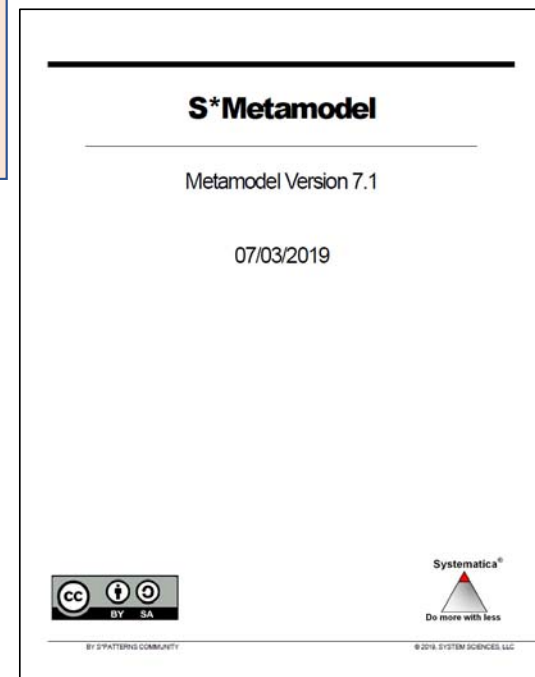 S*Metamodel
Metamodel Version 7.1
07/03/2019
Systematica®
cc
BY SA
Do more with less
BY S*PATTERNS COMMUNITY
© 2019, SYSTEM SCIENCES, LLC